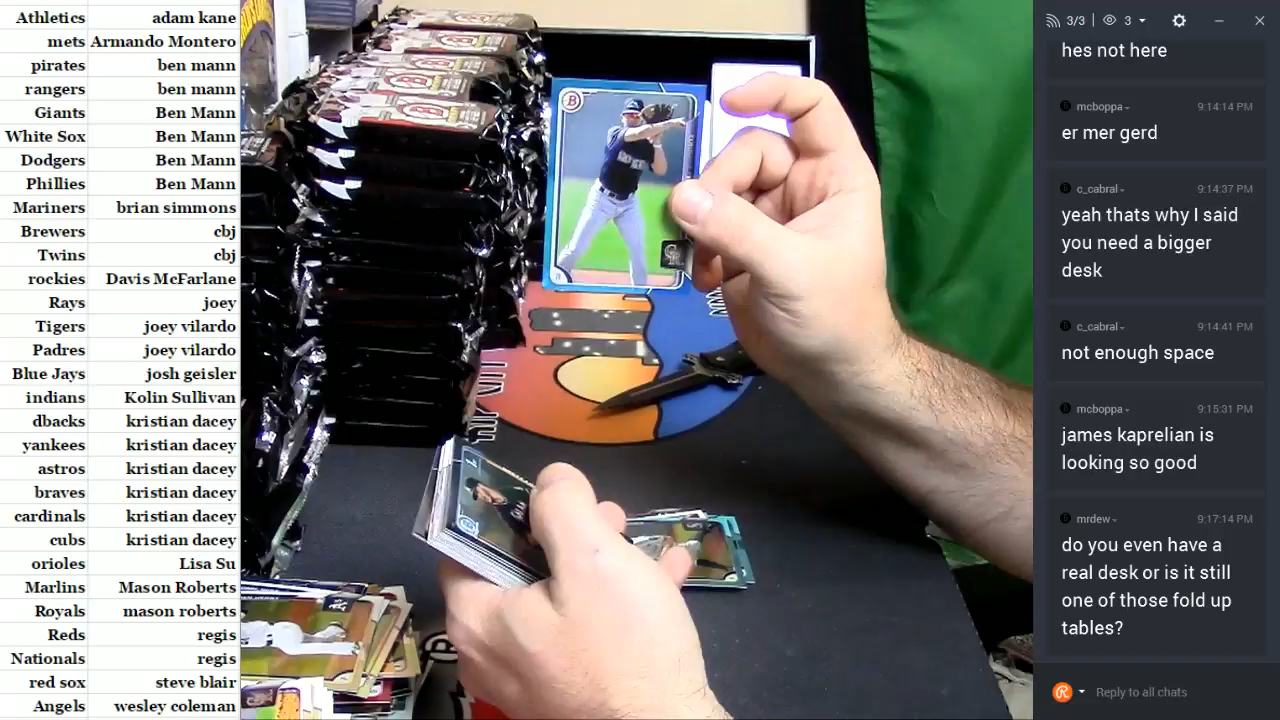 Athletics adam kane
mets Armando Montero
pirates ben mann
rangers ben mann
Giants Ben Mann
White Sox Ben Mann
Dodgers Ben Mann
Phillies Ben Mann
Mariners brian simmons
Brewers cbj
Twins cbj
rockies Davis McFarlane
Rays joey
Tigers joey vilardo
Padres joey vilardo
Blue Jays josh geisler
indians Kolin Sullivan
dbacks kristian dacey
yankees kristian dacey
astros kristian dacey
braves kristian dacey
cardinals kristian dacey
cubs kristian dacey
orioles Lisa Su
Marlins Mason Roberts
Royals mason roberts
Reds regis
Nationals regis
red sox steve blair
Angels wesley coleman
3/3 | 3
hes not here
mcboppa 9:14:14 PM
er mer gerd
c_cabral 9:14:37 PM
yeah thats why I said
you need a bigger
desk
c_cabral 9:14:41 PM
not enough space
mcboppa 9:15:31 PM
james kaprelian is
looking so good
mrdew 9:17:14 PM
do you even have a
real desk or is it still
one of those fold up
tables?
Reply to all chats